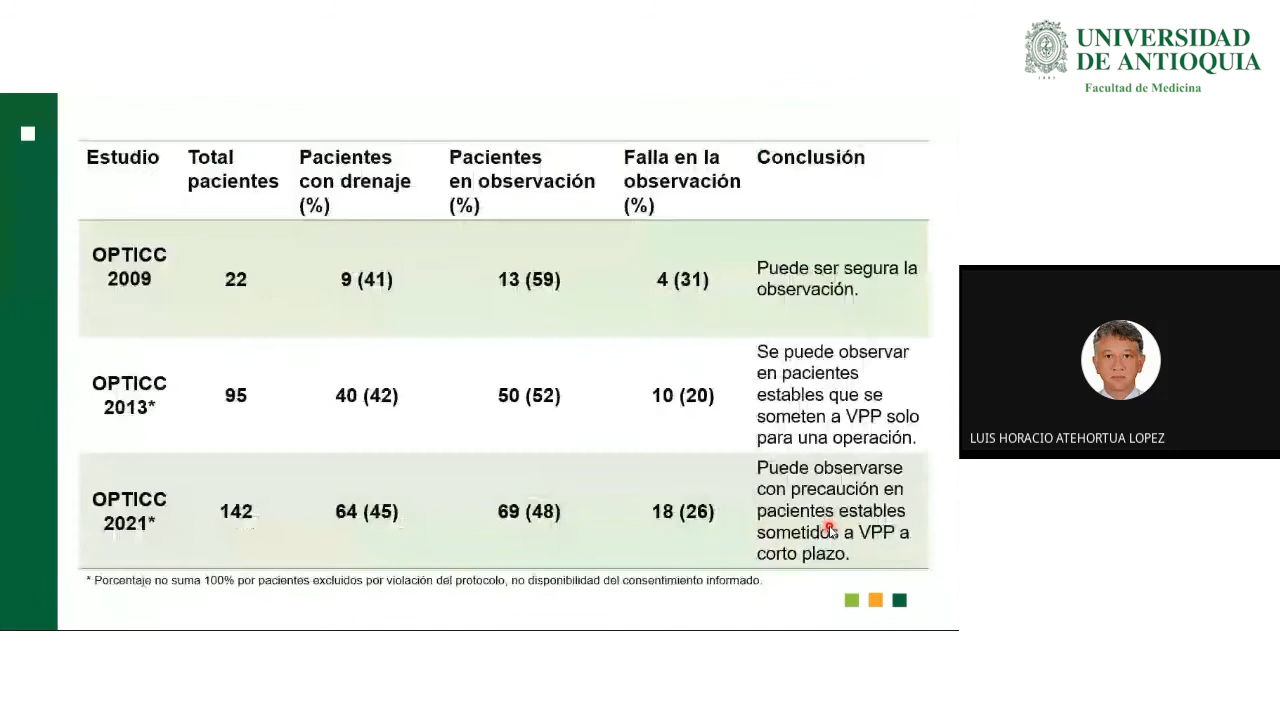 UNIVERSIDAD
DE ANTIOQUIA
1803
Facultad de Medicina
Estudio
Total
pacientes
Pacientes
con drenaje
(%)
Pacientes
en observación
(%)
Falla en la
observación
(%)
Conclusión
OPTICC
2009
22
9 (41)
13 (59)
4 (31)
Puede ser segura la
observación.
OPTICC
2013*
95
40 (42)
50 (52)
10 (20)
Se puede observar
en pacientes
estables que se
someten a VPP solo
para una operación.
OPTICC
2021*
142
64 (45)
69 (48)
18 (26)
Puede observarse
con precaución en
pacientes estables
sometidos a VPP a
corto plazo.
* Porcentaje no suma 100% por pacientes excluidos por violación del protocolo, no disponibilidad del consentimiento informado.
LUIS HORACIO ATEHORTUA LOPEZ